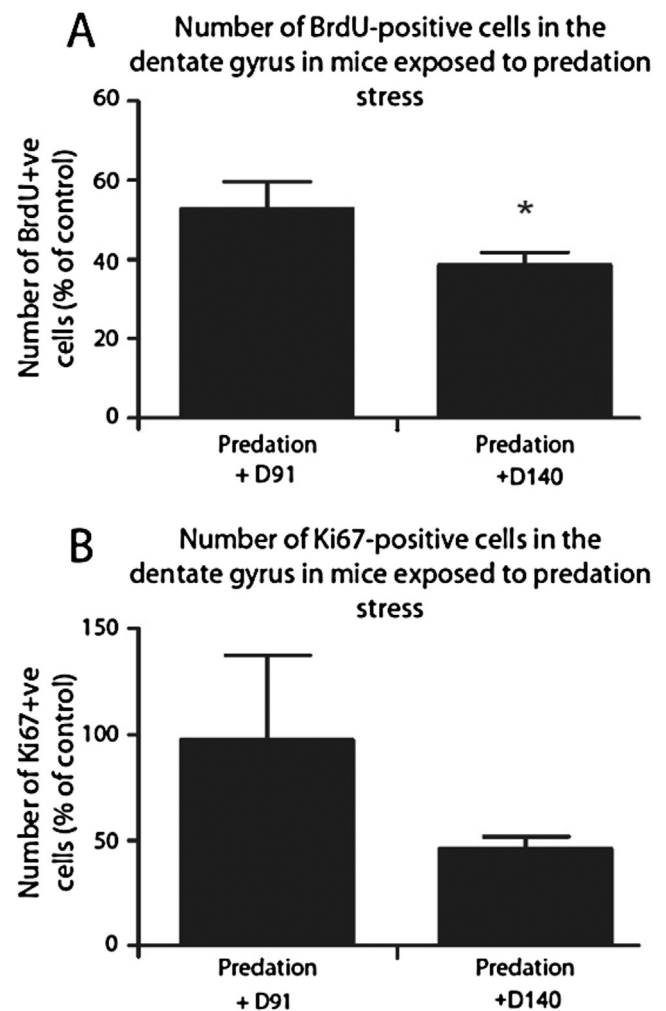 A
Number of BrdU-positive cells in the
dentate gyrus in mice exposed to predation
stress
Number of BrdU+ve
cells (% of control)
60
60
40
20
0
*
Predation
+ D91
Predation
+D140
B
Number of Ki67-positive cells in the
dentate gyrus in mice exposed to predation
stress
Number of Ki67+ve
cells (% of control)
150
100
50
0
Predation
+ D91
Predation
+D140